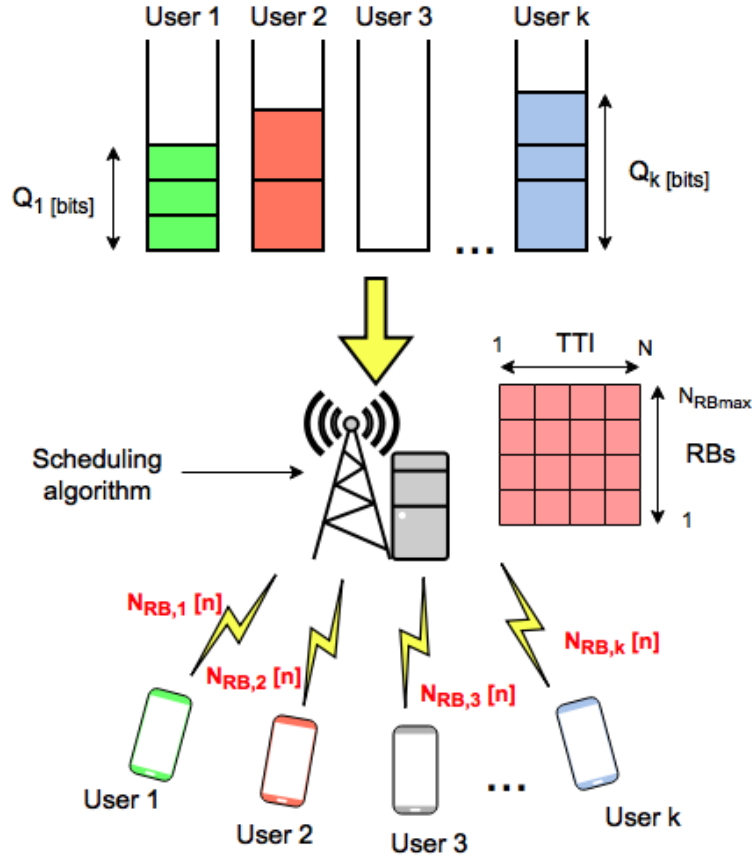 User 1 User 2 User 3 User k
Q1 [bits]
Qk [bits]
...
1 TTI N
NRBmax
RBs
1
Scheduling
algorithm
NRB,1 [n]
NRB,2 [n]
NRB,3 [n]
NRB,k [n]
...
User 1
User 2
User 3
User k